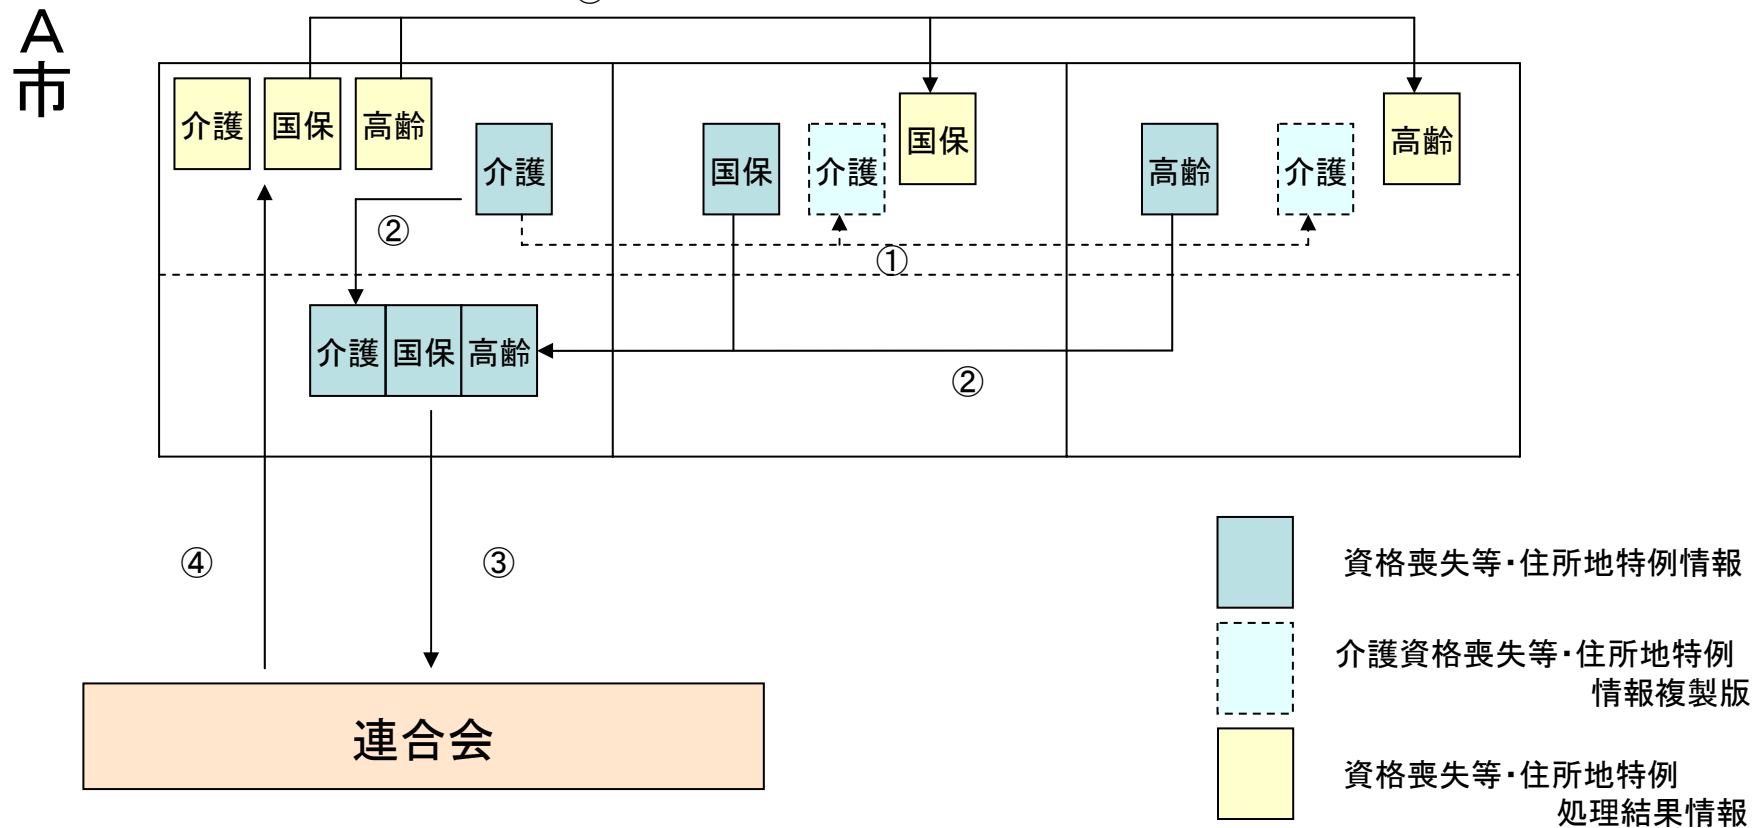 A市
介護 国保 高齢
介護
国保
介護
国保
高齢
介護
高齢
②
①
介護 国保 高齢
②
④
③
連合会
資格喪失等・住所地特例情報
介護資格喪失等・住所地特例
情報複製版
資格喪失等・住所地特例
処理結果情報